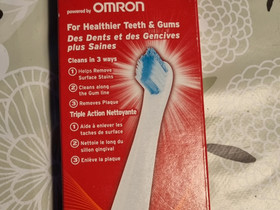 powered by OMRON
For Healthier Teeth & Gums
Des Dents et des Gencives
plus Saines
Cleans in 3 ways
1 Helps Remove
Surface Stains
2 Cleans along
the Gum line
3 Removes Plaque
Triple Action Nettoyante
1 Aide à enlever les
taches de surface
2 Nettoie le long du
sillon gingival
3 Enlève la plaque